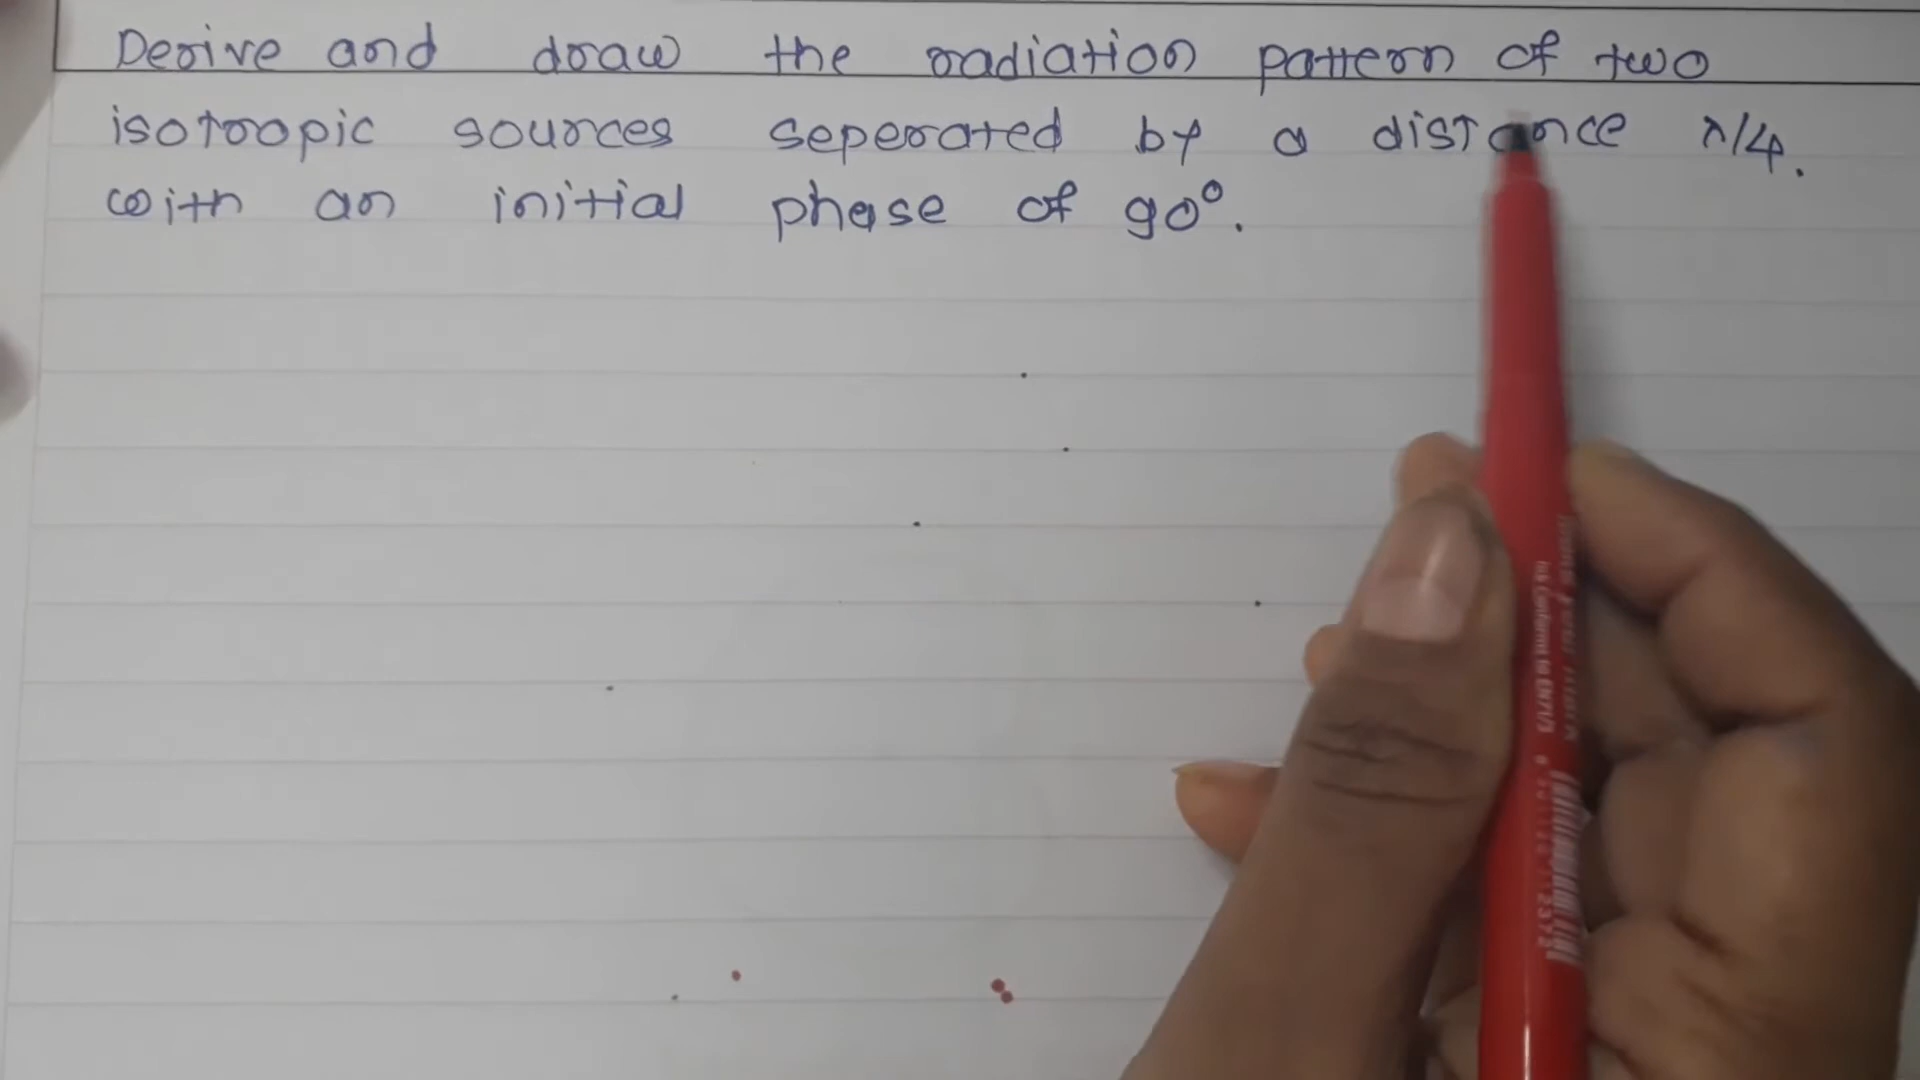 Derive and draw the radiation pattern of two
isotropic sources seperated by a distance λ/4.
with an initial phase of 90°.